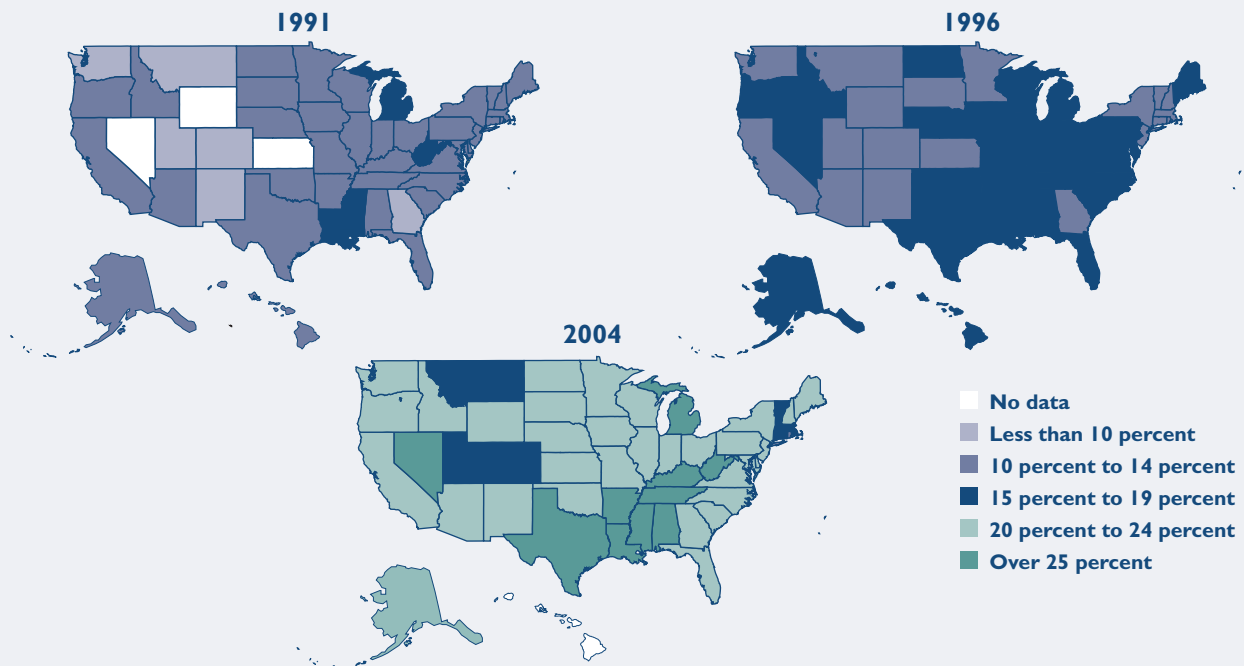 1991
1996
2004
No data
Less than 10 percent
10 percent to 14 percent
15 percent to 19 percent
20 percent to 24 percent
Over 25 percent